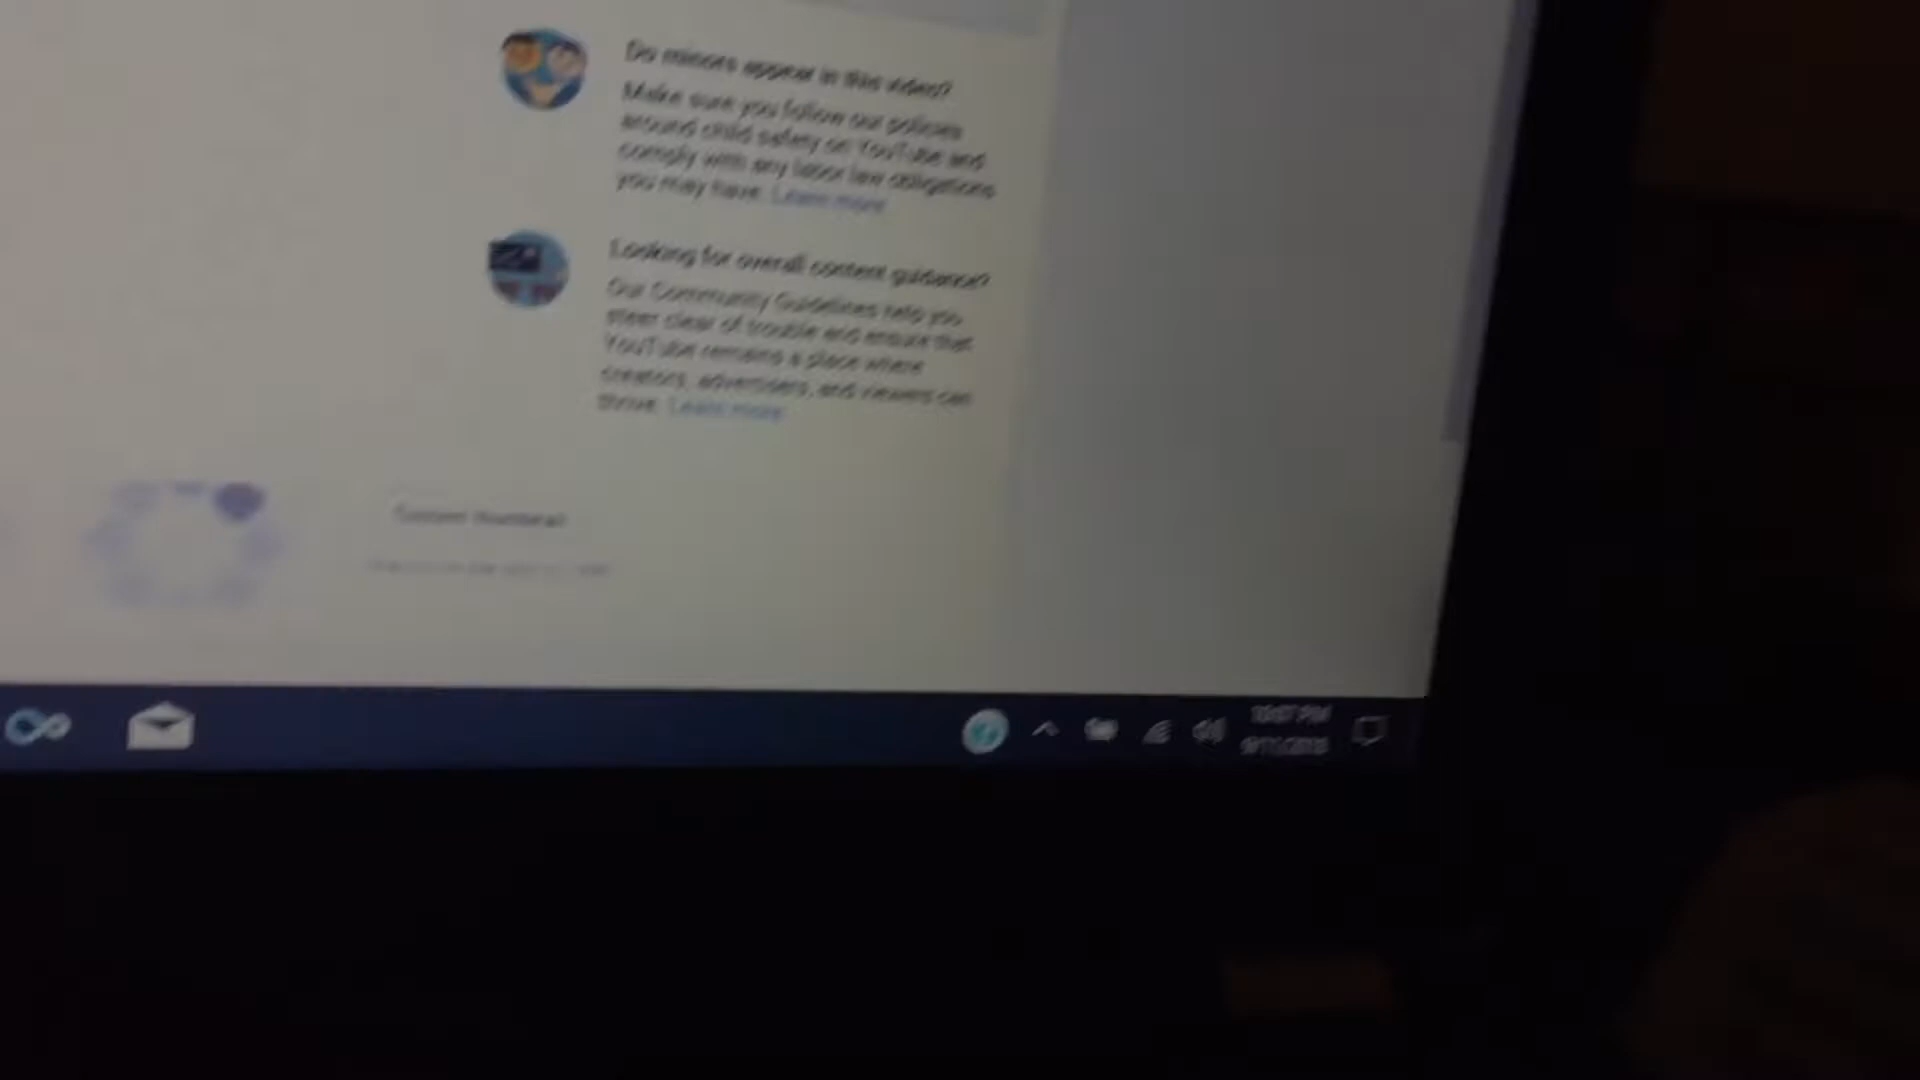 Do minors appear in this video?
Make sure you follow our policies
around child safety on YouTube and
comply with any labor law obligations
you may have. Learn more
Looking for overall content guidance?
Our Community Guidelines help you
steer clear of trouble and ensure that
YouTube remains a place where
creators, advertisers, and viewers can
thrive. Learn more
Custom thumbnail